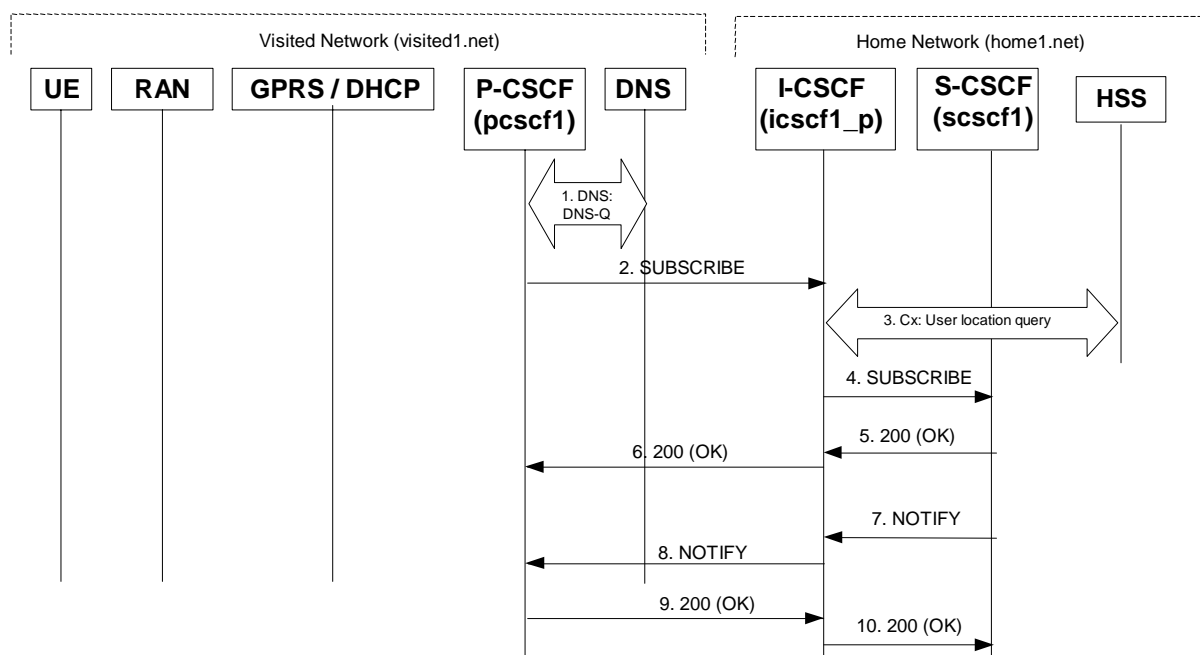 Visited Network (visited1.net)
Home Network (home1.net)
UE
RAN
GPRS / DHCP
P-CSCF
(pcscf1)
DNS
I-CSCF
(icscf1_p)
S-CSCF
(scscf1)
HSS
1. DNS:
DNS-Q
2. SUBSCRIBE
3. Cx: User location query
4. SUBSCRIBE
5. 200 (OK)
6. 200 (OK)
7. NOTIFY
8. NOTIFY
9. 200 (OK)
10. 200 (OK)